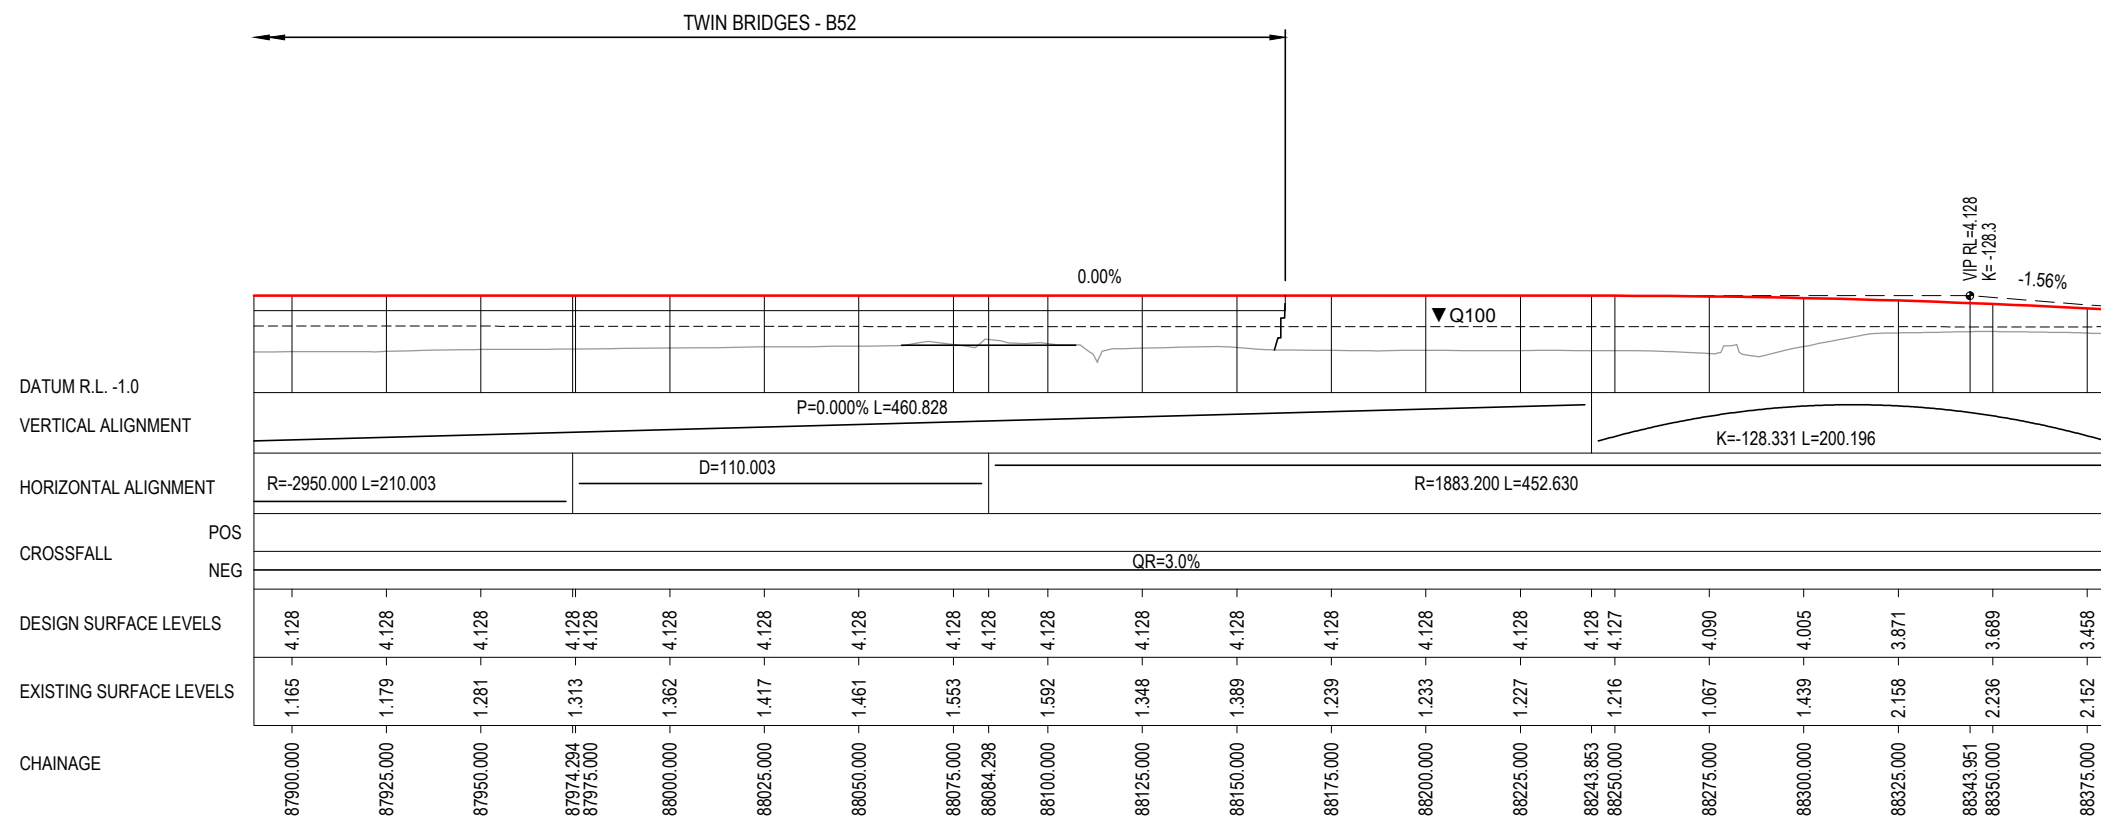 TWIN BRIDGES - B52
VIP RL=4.128
K= -128.3
0.00%
-1.56%
▼Q100
DATUM R.L. -1.0
VERTICAL ALIGNMENT
P=0.000% L=460.828
K=-128.331 L=200.196
HORIZONTAL ALIGNMENT
R=-2950.000 L=210.003
D=110.003
R=1883.200 L=452.630
CROSSFALL
POS
NEG
QR=3.0%
DESIGN SURFACE LEVELS
4.128 4.128 4.128 4.128 4.128 4.128 4.128 4.128 4.128 4.128 4.128 4.128 4.128 4.128 4.128 4.128 4.128 4.127 4.090 4.005 3.871 3.689 3.458
EXISTING SURFACE LEVELS
1.165 1.179 1.281 1.313 1.362 1.417 1.461 1.553 1.592 1.348 1.389 1.239 1.233 1.227 1.216 1.067 1.439 2.158 2.236 2.152
CHAINAGE
87900.000 87925.000 87950.000 87974.294 87975.000 88000.000 88025.000 88050.000 88075.000 88084.298 88100.000 88125.000 88150.000 88175.000 88200.000 88225.000 88243.853 88250.000 88275.000 88300.000 88325.000 88343.951 88350.000 88375.000